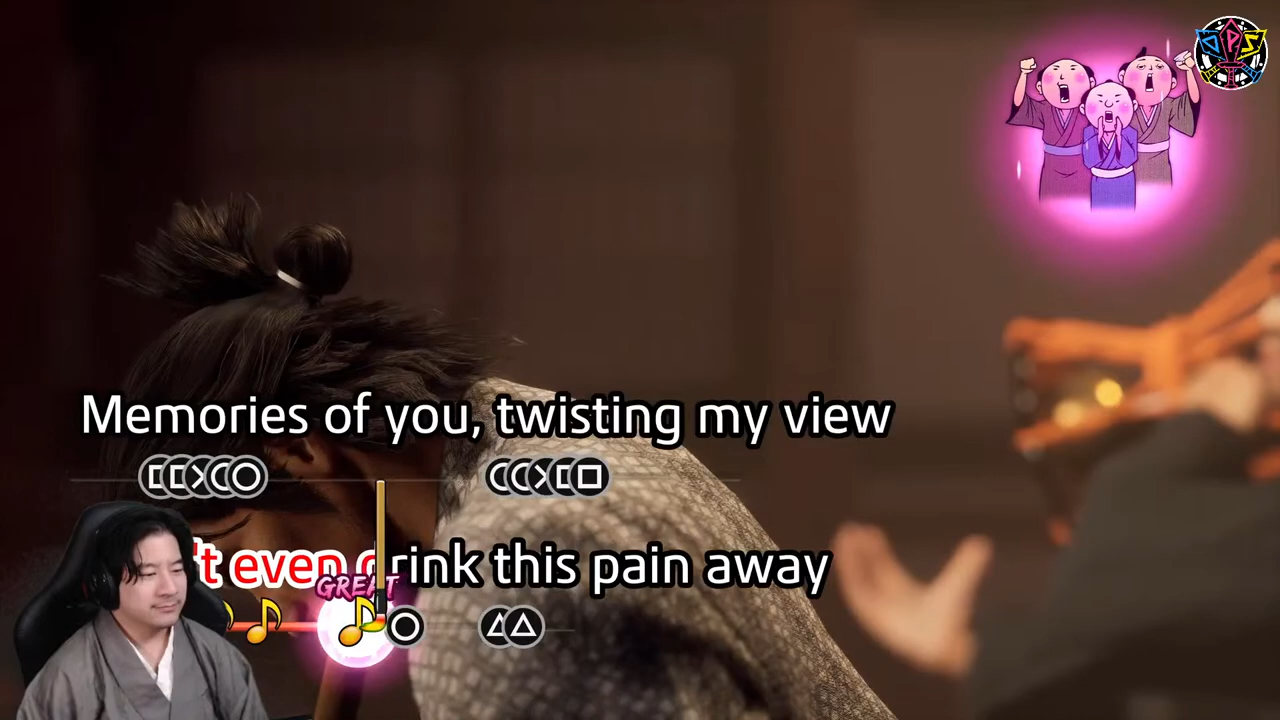 Memories of you, twisting my view
't even drink this pain away
GREAT